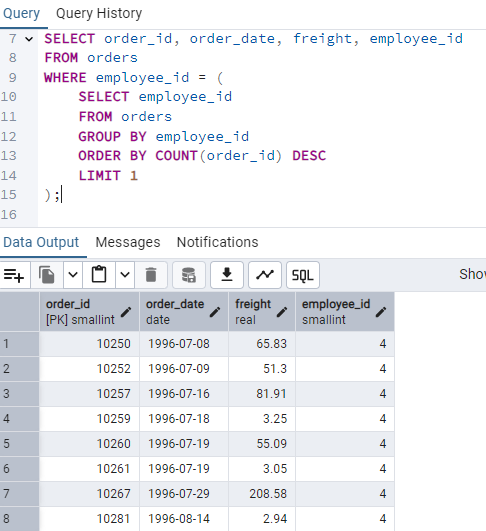 Query Query History
7 SELECT order_id, order_date, freight, employee_id
8 FROM orders
9 WHERE employee_id = (
10 SELECT employee_id
11 FROM orders
12 GROUP BY employee_id
13 ORDER BY COUNT(order_id) DESC
14 LIMIT 1
15 );
16
Data Output Messages Notifications
SQL Sho
order_id order_date freight employee_id
[PK] smallint date real smallint
1 10250 1996-07-08 65.83 4
2 10252 1996-07-09 51.3 4
3 10257 1996-07-16 81.91 4
4 10259 1996-07-18 3.25 4
5 10260 1996-07-19 55.09 4
6 10261 1996-07-19 3.05 4
7 10267 1996-07-29 208.58 4
8 10281 1996-08-14 2.94 4